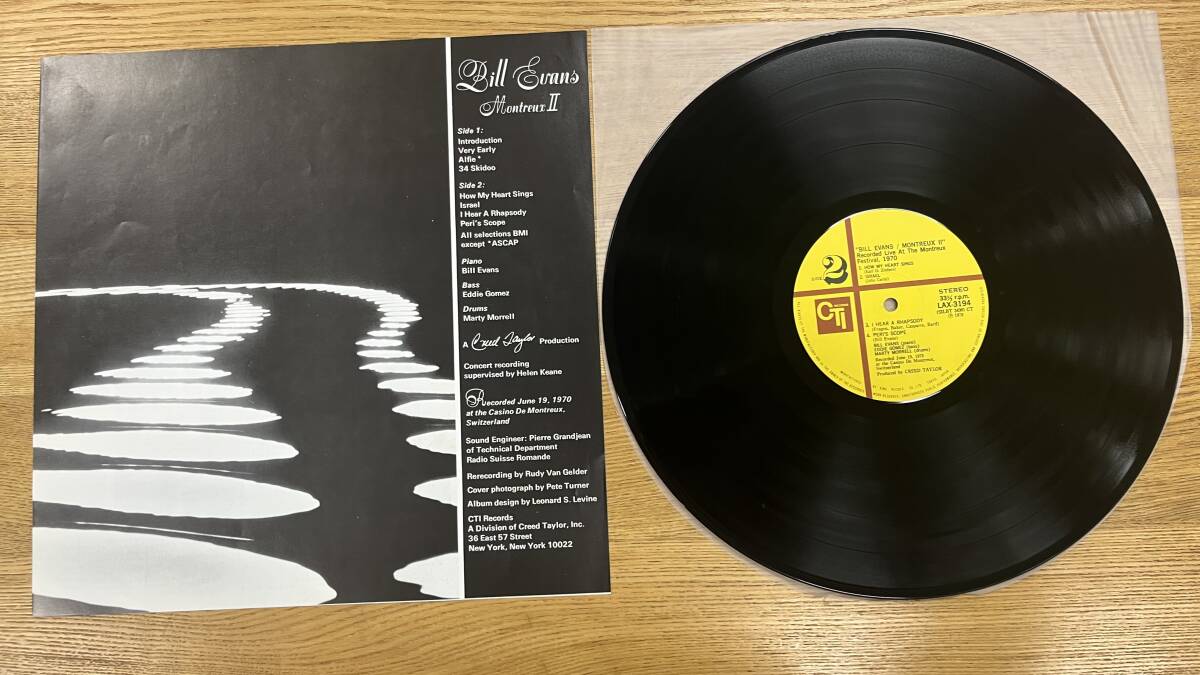 Bill Evans
Montreux II
Side 1:
Introduction
Very Early
Alfie *
34 Skidoo
Side 2:
How My Heart Sings
Israel
I Hear A Rhapsody
Peri's Scope
All selections BMI
except *ASCAP
Piano
Bill Evans
Bass
Eddie Gomez
Drums
Marty Morrell
A Creed Taylor Production
Concert recording
supervised by Helen Keane
Recorded June 19, 1970
at the Casino De Montreux,
Switzerland
Sound Engineer: Pierre Grandjean
of Technical Department
Radio Suisse Romande
Rerecording by Rudy Van Gelder
Cover photograph by Pete Turner
Album design by Leonard S. Levine
CTI Records
A Division of Creed Taylor, Inc.
36 East 57 Street
New York, New York 10022
"BILL EVANS / MONTREUX II"
Recorded Live At The Montreux
Festival, 1970
SIDE 2
1. HOW MY HEART SINGS
2. ISRAEL
CTI
STEREO
33⅓ r.p.m.
LAX-3194
3. I HEAR A RHAPSODY
4. PERI'S SCOPE
(Bill Evans)
BILL EVANS (piano)
EDDIE GOMEZ (bass)
MARTY MORRELL (drums)
Recorded June 19, 1970
at the Casino De Montreux,
Switzerland
Produced by CREED TAYLOR